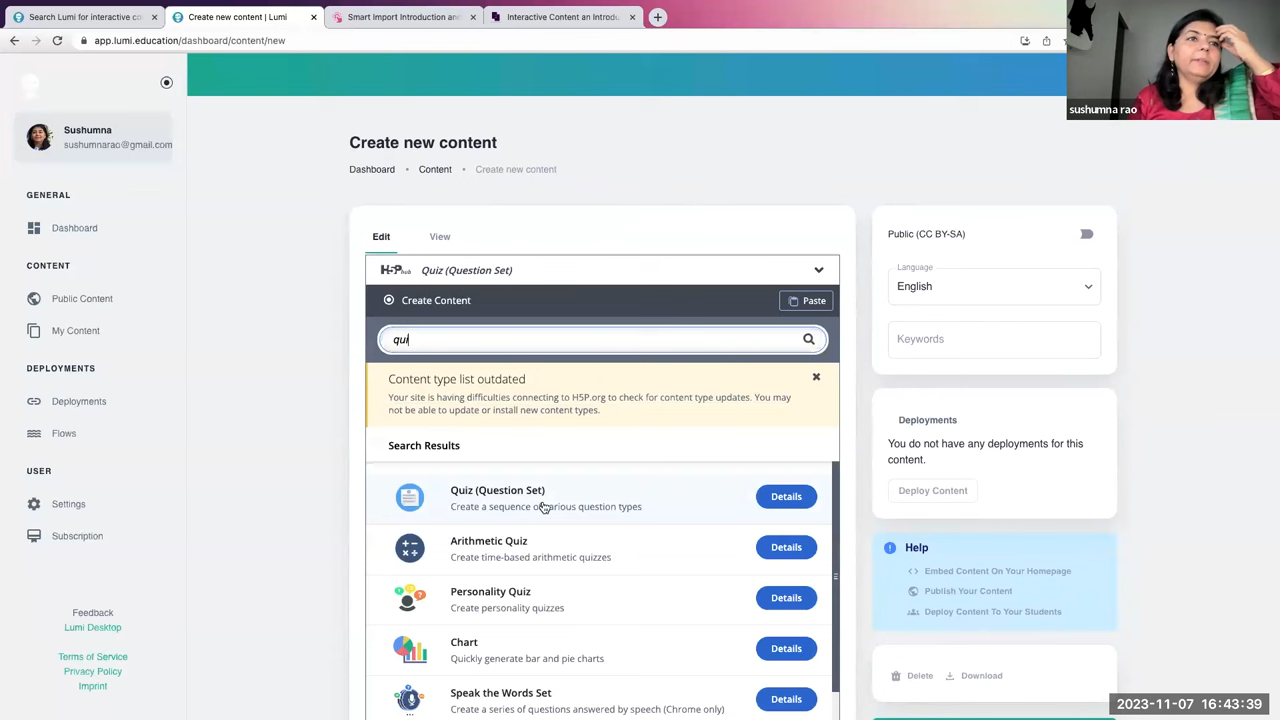 Search Lumi for interactive co
Create new content | Lumi
Smart Import Introduction and
Interactive Content an Introdu
app.lumi.education/dashboard/content/new
sushumna rao
Sushumna
sushumnarao@gmail.com
GENERAL
Dashboard
CONTENT
Public Content
My Content
DEPLOYMENTS
Deployments
Flows
USER
Settings
Subscription
Feedback
Lumi Desktop
Terms of Service
Privacy Policy
Imprint
Create new content
Dashboard • Content • Create new content
Edit View
H5P hub Quiz (Question Set)
Create Content
Paste
qui
Content type list outdated
Your site is having difficulties connecting to H5P.org to check for content type updates. You may
not be able to update or install new content types.
Search Results
Quiz (Question Set)
Create a sequence of various question types
Details
Arithmetic Quiz
Create time-based arithmetic quizzes
Details
Personality Quiz
Create personality quizzes
Details
Chart
Quickly generate bar and pie charts
Details
Speak the Words Set
Create a series of questions answered by speech (Chrome only)
Details
Public (CC BY-SA)
Language
English
Keywords
Deployments
You do not have any deployments for this
content.
Deploy Content
Help
Embed Content On Your Homepage
Publish Your Content
Deploy Content To Your Students
Delete Download
2023-11-07 16:43:39